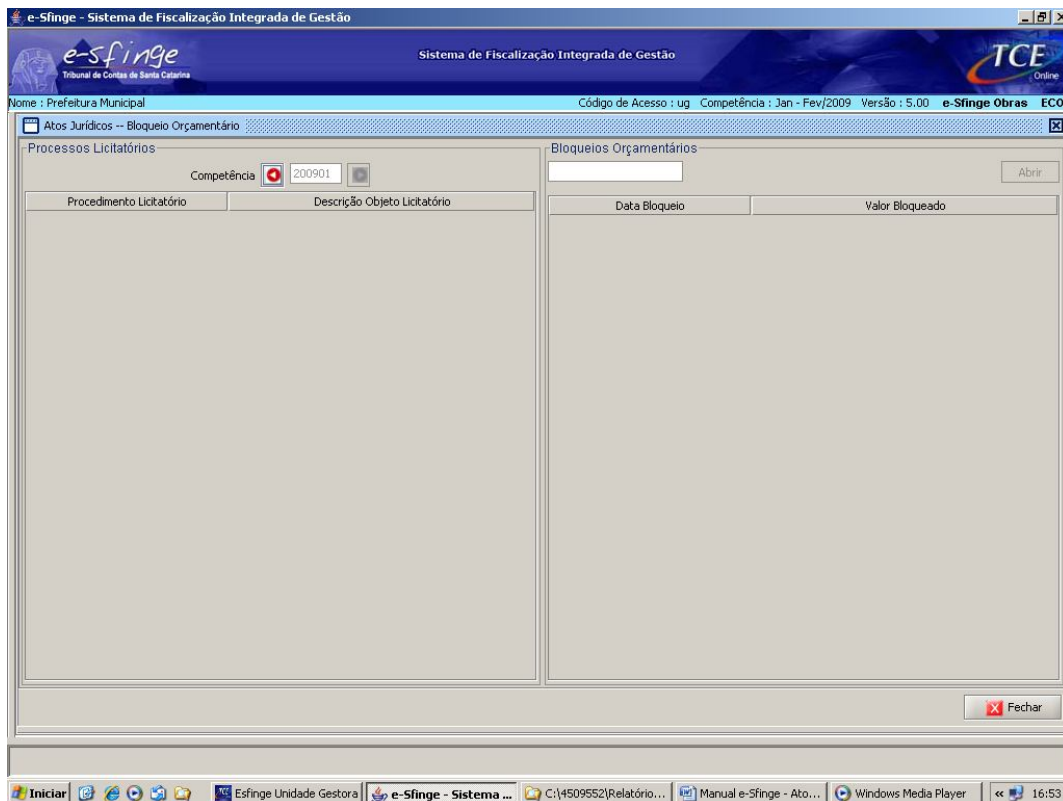 e-Sfinge - Sistema de Fiscalização Integrada de Gestão
e-sfinge
Tribunal de Contas de Santa Catarina
Sistema de Fiscalização Integrada de Gestão
TCE
Online
Nome : Prefeitura Municipal Código de Acesso : ug Competência : Jan - Fev/2009 Versão : 5.00 e-Sfinge Obras ECO
Atos Jurídicos -- Bloqueio Orçamentário
Processos Licitatórios
Competência 200901
Procedimento Licitatório Descrição Objeto Licitatório
Bloqueios Orçamentários
Abrir
Data Bloqueio Valor Bloqueado
Fechar
Iniciar Esfinge Unidade Gestora e-Sfinge - Sistema ... C:\4509552\Relatório... Manual e-Sfinge - Ato... Windows Media Player « 16:53